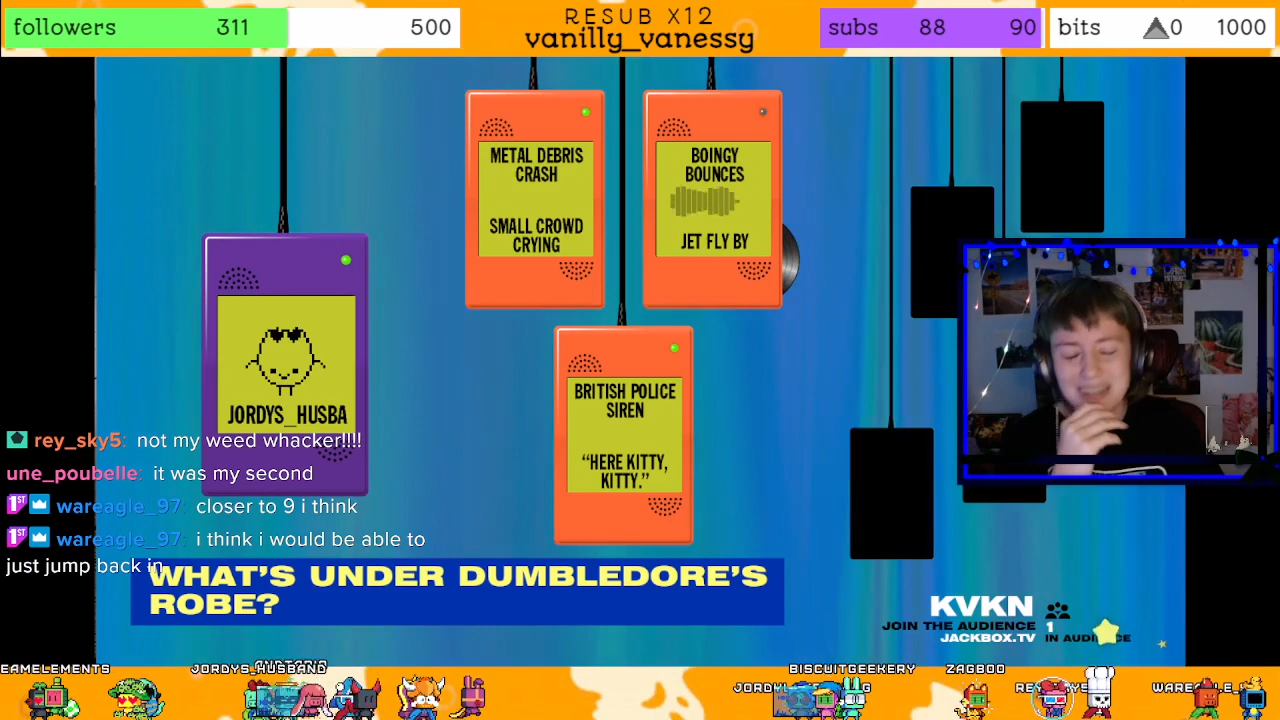 followers 311 500
RESUB X12
vanilly_vanessy
subs 88 90
bits 0 1000
METAL DEBRIS
CRASH
SMALL CROWD
CRYING
BOINGY
BOUNCES
JET FLY BY
BRITISH POLICE
SIREN
“HERE KITTY,
KITTY.”
JORDYS_HUSBA
rey_sky5: not my weed whacker!!!!
une_poubelle: it was my second
1ST wareagle_97: closer to 9 i think
1ST wareagle_97: i think i would be able to
just jump back in
WHAT'S UNDER DUMBLEDORE'S
ROBE?
KVKN
JOIN THE AUDIENCE
JACKBOX.TV
1
IN AUDIENCE
EAMELEMENTS
JORDYS_HUSBAND
BISCUITGEEKERY
ZAGBOO